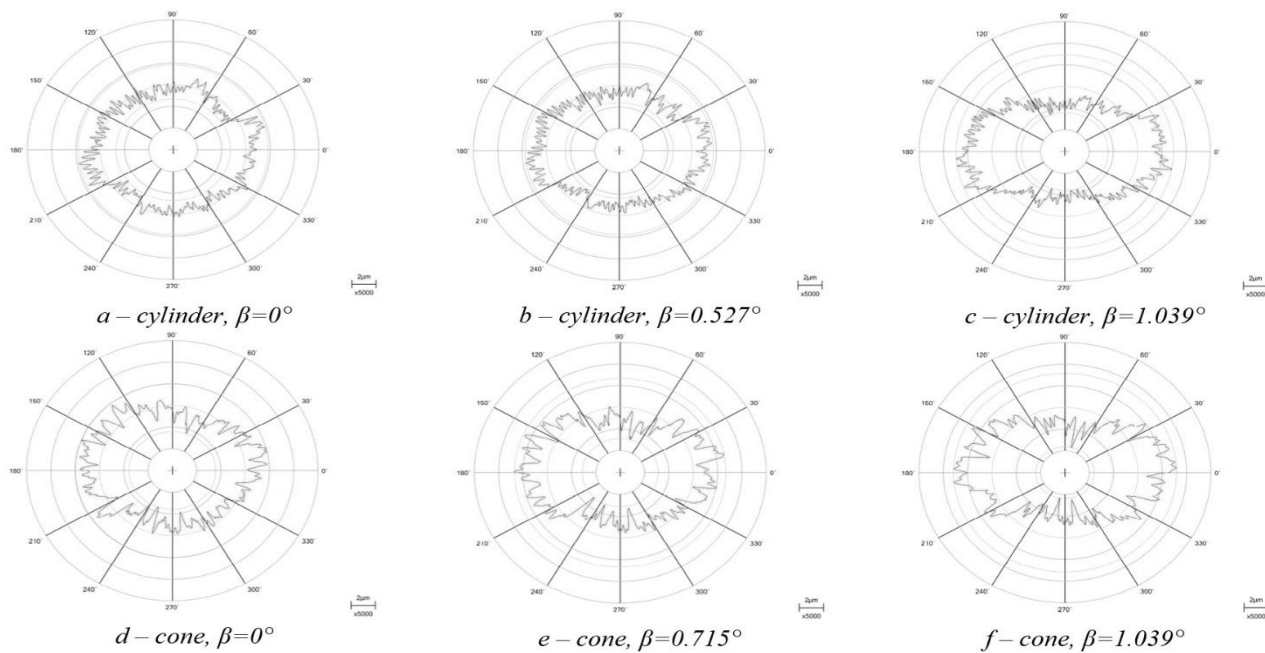 90°
120° 60°
150° 30°
180° 0°
210° 330°
240° 300°
270°
2µm
x5000
a – cylinder, β=0°
90°
120° 60°
150° 30°
180° 0°
210° 330°
240° 300°
270°
2µm
x5000
b – cylinder, β=0.527°
90°
120° 60°
150° 30°
180° 0°
210° 330°
240° 300°
270°
2µm
x5000
c – cylinder, β=1.039°
90°
120° 60°
150° 30°
180° 0°
210° 330°
240° 300°
270°
2µm
x5000
d – cone, β=0°
90°
120° 60°
150° 30°
180° 0°
210° 330°
240° 300°
270°
2µm
x5000
e – cone, β=0.715°
90°
120° 60°
150° 30°
180° 0°
210° 330°
240° 300°
270°
2µm
x5000
f – cone, β=1.039°